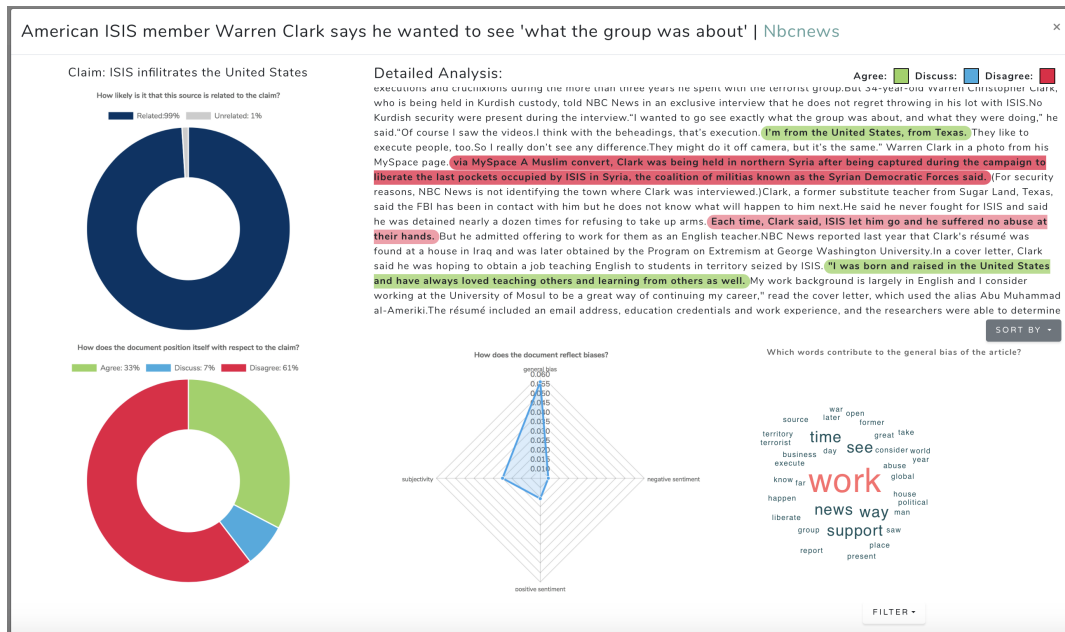 American ISIS member Warren Clark says he wanted to see 'what the group was about' | Nbcnews
×
Claim: ISIS infiltrates the United States
How likely is it that this source is related to the claim?
Related:99% Unrelated: 1%
How does the document position itself with respect to the claim?
Agree: 33% Discuss: 7% Disagree: 61%
Detailed Analysis:
Agree: Discuss: Disagree:
executions and crucifixions during the more than three years he spent with the terrorist group.But 34-year-old Warren Christopher Clark,
who is being held in Kurdish custody, told NBC News in an exclusive interview that he does not regret throwing in his lot with ISIS.No
Kurdish security were present during the interview."I wanted to go see exactly what the group was about, and what they were doing," he
said."Of course I saw the videos.I think with the beheadings, that's execution. I'm from the United States, from Texas. They like to
execute people, too.So I really don't see any difference.They might do it off camera, but it's the same." Warren Clark in a photo from his
MySpace page. via MySpace A Muslim convert, Clark was being held in northern Syria after being captured during the campaign to
liberate the last pockets occupied by ISIS in Syria, the coalition of militias known as the Syrian Democratic Forces said. (For security
reasons, NBC News is not identifying the town where Clark was interviewed.)Clark, a former substitute teacher from Sugar Land, Texas,
said the FBI has been in contact with him but he does not know what will happen to him next.He said he never fought for ISIS and said
he was detained nearly a dozen times for refusing to take up arms. Each time, Clark said, ISIS let him go and he suffered no abuse at
their hands. But he admitted offering to work for them as an English teacher.NBC News reported last year that Clark's résumé was
found at a house in Iraq and was later obtained by the Program on Extremism at George Washington University.In a cover letter, Clark
said he was hoping to obtain a job teaching English to students in territory seized by ISIS. "I was born and raised in the United States
and have always loved teaching others and learning from others as well. My work background is largely in English and I consider
working at the University of Mosul to be a great way of continuing my career," read the cover letter, which used the alias Abu Muhammad
al-Ameriki.The résumé included an email address, education credentials and work experience, and the researchers were able to determine
SORT BY
How does the document reflect biases?
general bias
0.060
0.055
0.050
0.045
0.040
0.035
0.030
0.025
0.020
0.015
0.010
subjectivity
negative sentiment
positive sentiment
Which words contribute to the general bias of the article?
war
later open
source former
territory time great take
terrorist
day see consider world
business year
execute abuse
know far work global
happen house
political
news way man
liberate
group support saw
place
report present
FILTER